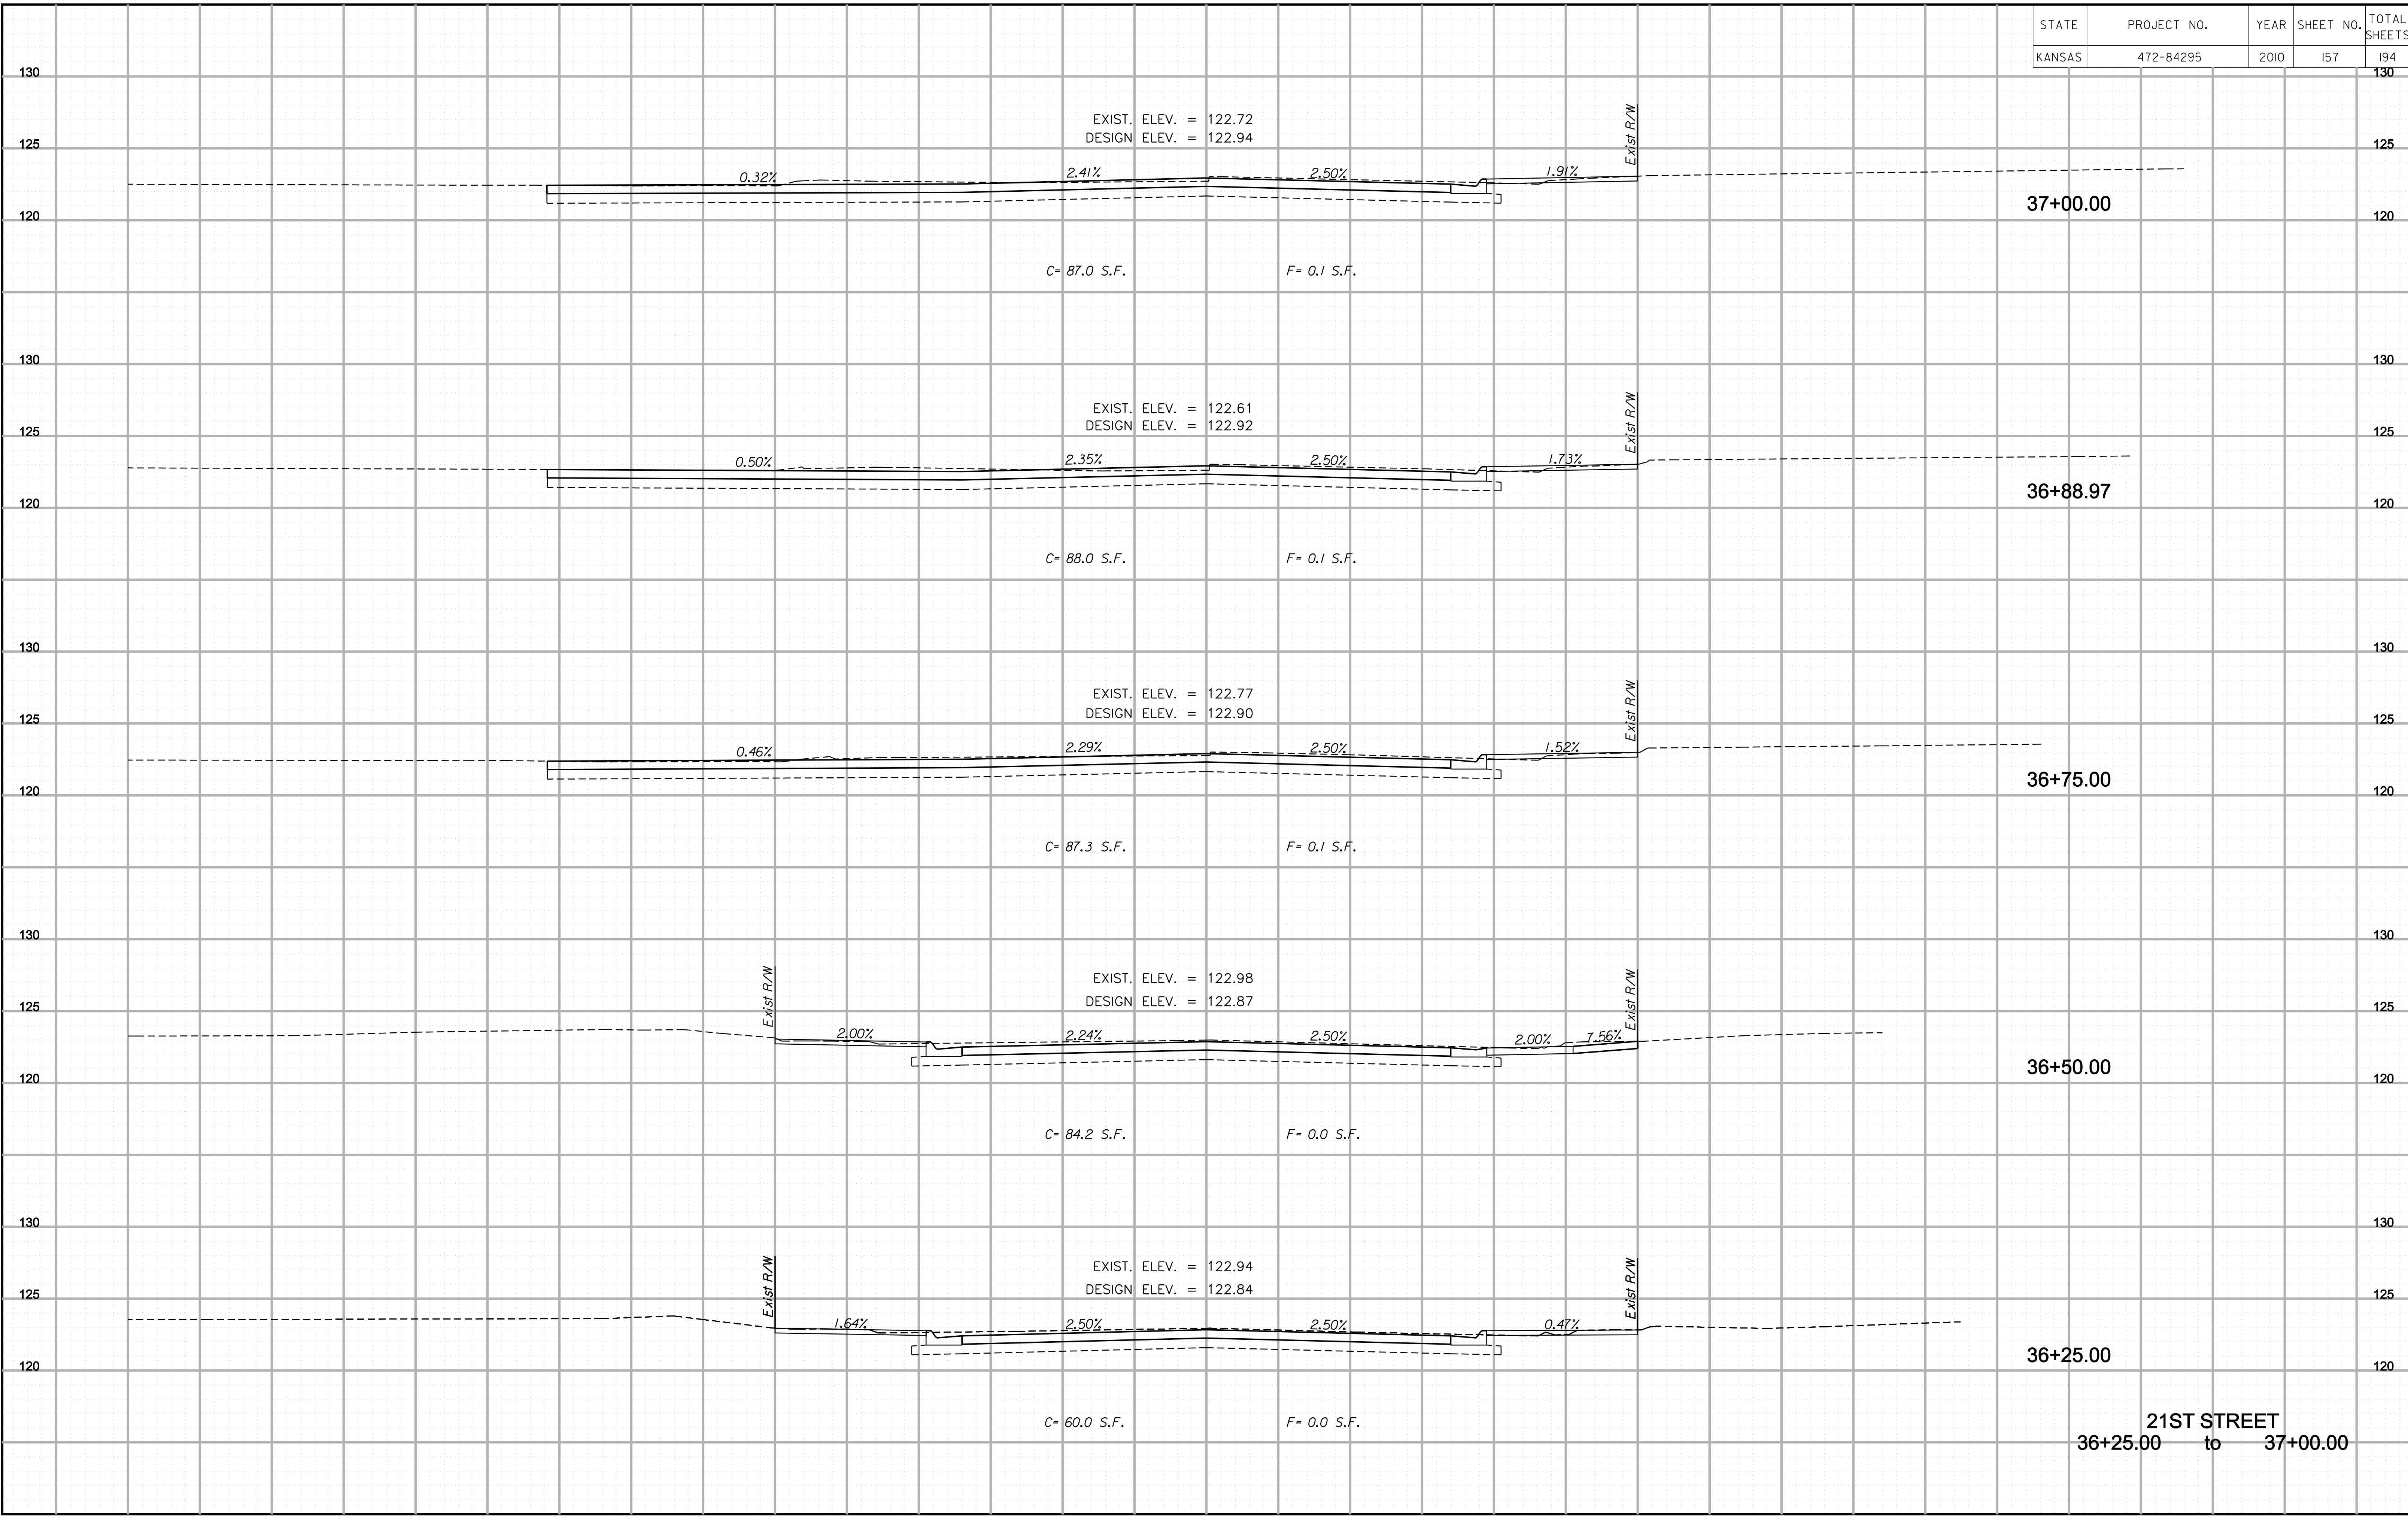 STATE PROJECT NO. YEAR SHEET NO. TOTAL SHEETS
KANSAS 472-84295 2010 157 194
130 130
EXIST. ELEV. = 122.72
DESIGN ELEV. = 122.94
Exist R/W
125 125
0.32% 2.41% 2.50% 1.91%
37+00.00
120 120
C= 87.0 S.F. F= 0.1 S.F.
130 130
EXIST. ELEV. = 122.61
DESIGN ELEV. = 122.92
Exist R/W
125 125
0.50% 2.35% 2.50% 1.73%
36+88.97
120 120
C= 88.0 S.F. F= 0.1 S.F.
130 130
EXIST. ELEV. = 122.77
DESIGN ELEV. = 122.90
Exist R/W
125 125
0.46% 2.29% 2.50% 1.52%
36+75.00
120 120
C= 87.3 S.F. F= 0.1 S.F.
130 130
EXIST. ELEV. = 122.98
DESIGN ELEV. = 122.87
Exist R/W Exist R/W
125 125
2.00% 2.24% 2.50% 2.00% 7.56%
36+50.00
120 120
C= 84.2 S.F. F= 0.0 S.F.
130 130
EXIST. ELEV. = 122.94
DESIGN ELEV. = 122.84
Exist R/W Exist R/W
125 125
1.64% 2.50% 2.50% 0.47%
36+25.00
120 120
C= 60.0 S.F. F= 0.0 S.F.
21ST STREET
36+25.00 to 37+00.00